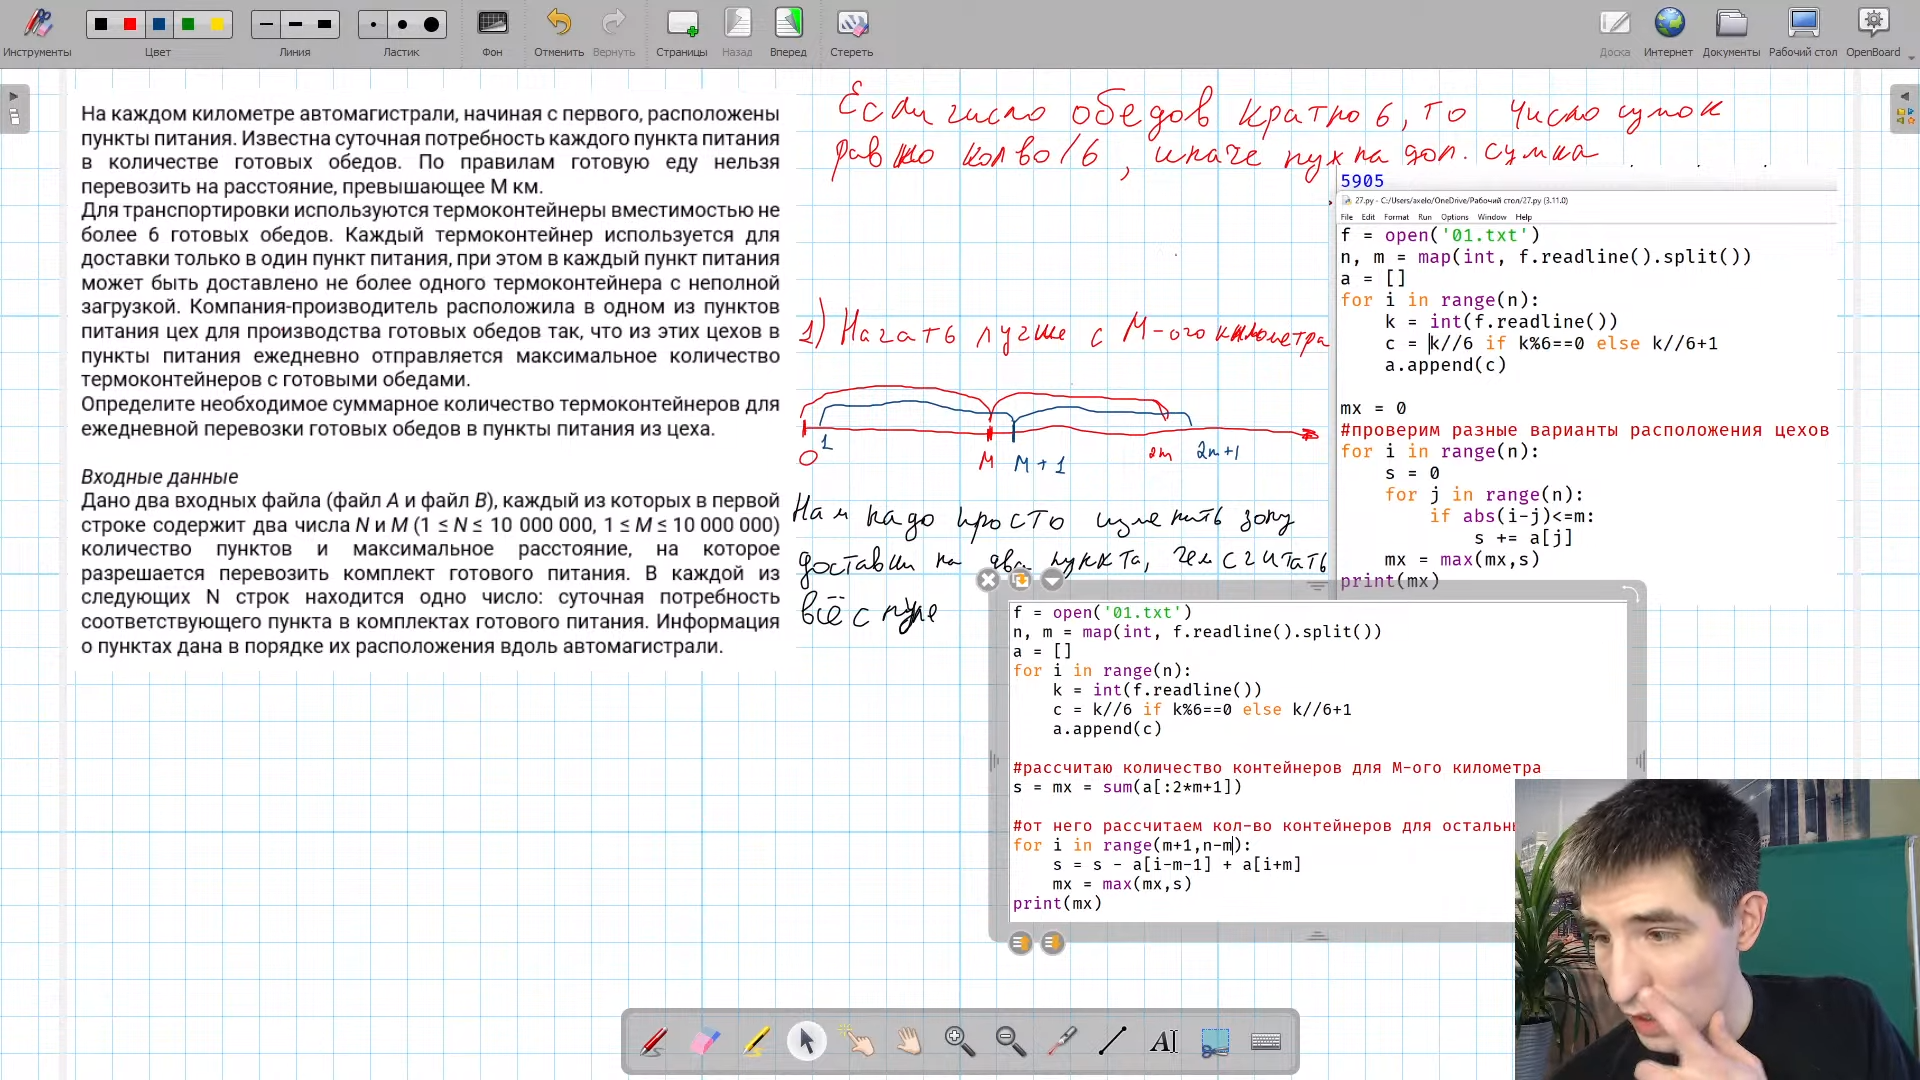 Инструменты
Цвет
Линия
Ластик
Фон
Отменить
Вернуть
Страницы
Назад
Вперед
Стереть
Доска
Интернет
Документы
Рабочий стол
OpenBoard
На каждом километре автомагистрали, начиная с первого, расположены
пункты питания. Известна суточная потребность каждого пункта питания
в количестве готовых обедов. По правилам готовую еду нельзя
перевозить на расстояние, превышающее М км.
Для транспортировки используются термоконтейнеры вместимостью не
более 6 готовых обедов. Каждый термоконтейнер используется для
доставки только в один пункт питания, при этом в каждый пункт питания
может быть доставлено не более одного термоконтейнера с неполной
загрузкой. Компания-производитель расположила в одном из пунктов
питания цех для производства готовых обедов так, что из этих цехов в
пункты питания ежедневно отправляется максимальное количество
термоконтейнеров с готовыми обедами.
Определите необходимое суммарное количество термоконтейнеров для
ежедневной перевозки готовых обедов в пункты питания из цеха.
Входные данные
Дано два входных файла (файл A и файл B), каждый из которых в первой
строке содержит два числа N и M (1 ≤ N ≤ 10 000 000, 1 ≤ M ≤ 10 000 000)
количество пунктов и максимальное расстояние, на которое
разрешается перевозить комплект готового питания. В каждой из
следующих N строк находится одно число: суточная потребность
соответствующего пункта в комплектах готового питания. Информация
о пунктах дана в порядке их расположения вдоль автомагистрали.
Если число обедов кратно 6, то число сумок
равно кол во / 6, иначе нужна доп. сумка
1) Начать лучше с М-ого километра
0 1 М М + 1 2m 2m+1
Нам надо просто изменить зону
доставки на два пункта, чем считать
всё с нуля
5905
27.py - C:/Users/axelo/OneDrive/Рабочий стол/27.py (3.11.0)
File Edit Format Run Options Window Help
f = open('01.txt')
n, m = map(int, f.readline().split())
a = []
for i in range(n):
    k = int(f.readline())
    c = k//6 if k%6==0 else k//6+1
    a.append(c)
mx = 0
#проверим разные варианты расположения цехов
for i in range(n):
    s = 0
    for j in range(n):
        if abs(i-j)<=m:
            s += a[j]
    mx = max(mx,s)
print(mx)
f = open('01.txt')
n, m = map(int, f.readline().split())
a = []
for i in range(n):
    k = int(f.readline())
    c = k//6 if k%6==0 else k//6+1
    a.append(c)
#рассчитаю количество контейнеров для М-ого километра
s = mx = sum(a[:2*m+1])
#от него рассчитаем кол-во контейнеров для остальн
for i in range(m+1,n-m):
    s = s - a[i-m-1] + a[i+m]
    mx = max(mx,s)
print(mx)